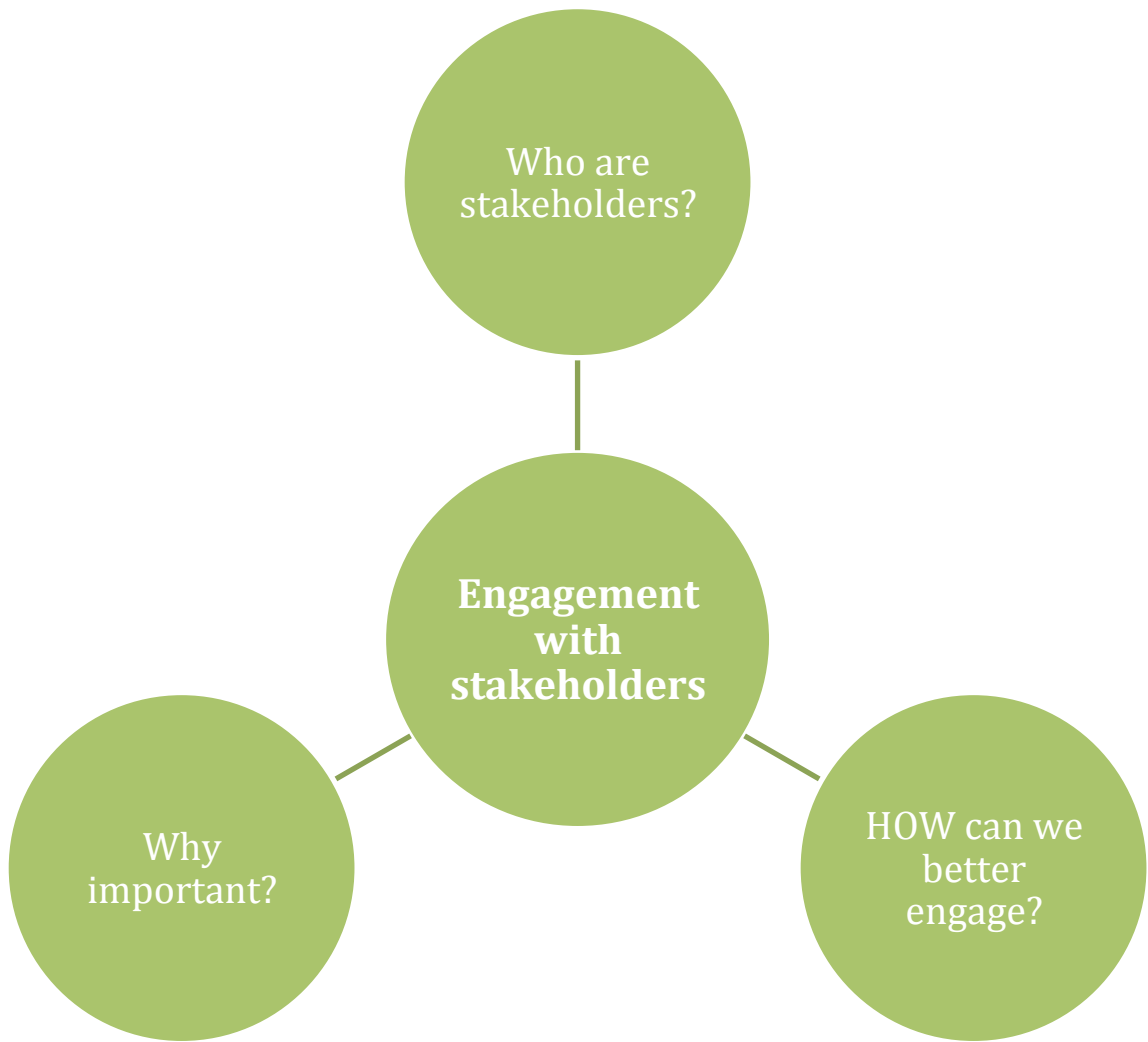 Who are
stakeholders?
Engagement
with
stakeholders
Why
important?
HOW can we
better
engage?